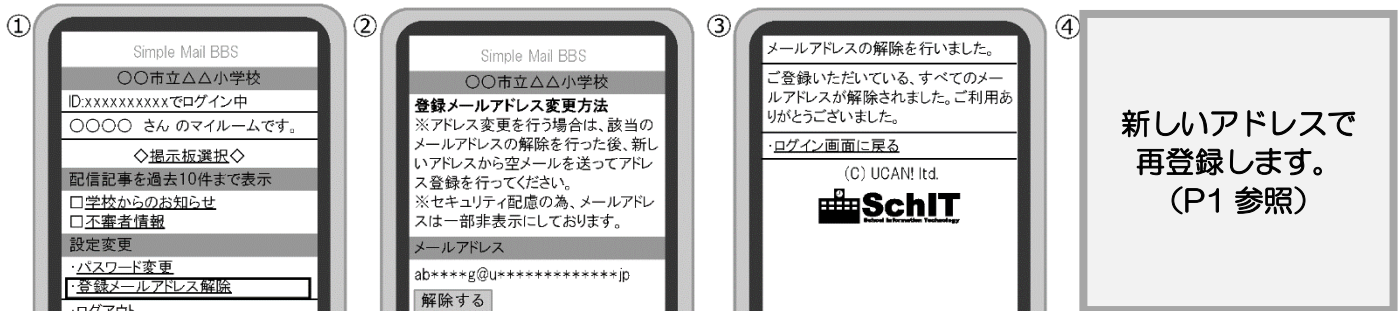 ①
Simple Mail BBS
〇〇市立△△小学校
ID:xxxxxxxxxxでログイン中
〇〇〇〇 さん のマイルームです。
◇掲示板選択◇
配信記事を過去10件まで表示
□学校からのお知らせ
□不審者情報
設定変更
・パスワード変更
・登録メールアドレス解除
・ログアウト
②
Simple Mail BBS
〇〇市立△△小学校
登録メールアドレス変更方法
※アドレス変更を行う場合は、該当の
メールアドレスの解除を行った後、新し
いアドレスから空メールを送ってアドレ
ス登録を行ってください。
※セキュリティ配慮の為、メールアドレ
スは一部非表示にしております。
メールアドレス
ab****g@u*************jp
解除する
③
メールアドレスの解除を行いました。
ご登録いただいている、すべてのメー
ルアドレスが解除されました。ご利用あ
りがとうございました。
・ログイン画面に戻る
(C) UCAN! ltd.
SchIT
School Information Technology
④
新しいアドレスで
再登録します。
（P1 参照）